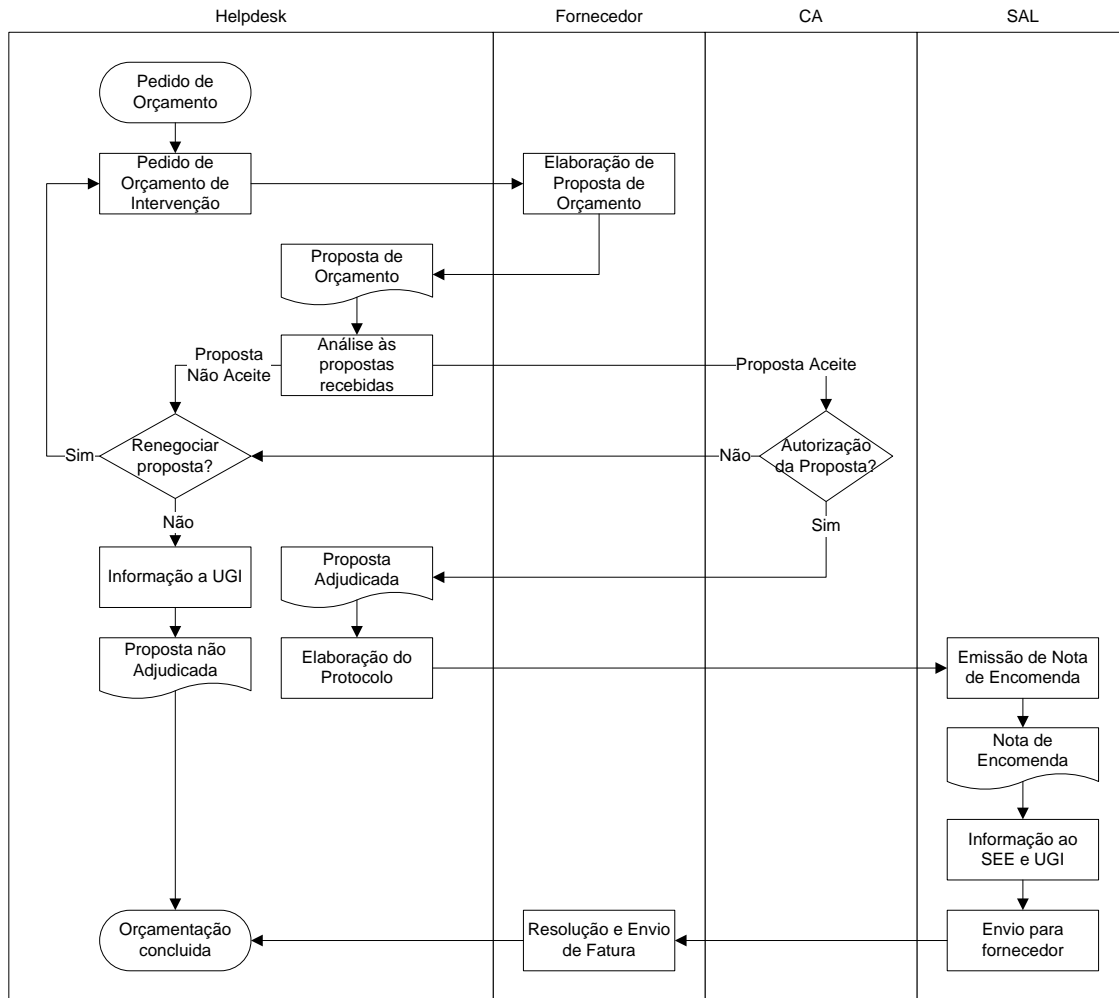 Helpdesk
Fornecedor
CA
SAL
Pedido de
Orçamento
Pedido de
Orçamento de
Intervenção
Elaboração de
Proposta de
Orçamento
Proposta de
Orçamento
Análise às
propostas
recebidas
Proposta
Não Aceite
Proposta Aceite
Renegociar
proposta?
Sim
Não
Autorização
da Proposta?
Não
Sim
Informação a UGI
Proposta
Adjudicada
Proposta não
Adjudicada
Elaboração do
Protocolo
Emissão de Nota
de Encomenda
Nota de
Encomenda
Informação ao
SEE e UGI
Orçamentação
concluida
Resolução e Envio
de Fatura
Envio para
fornecedor